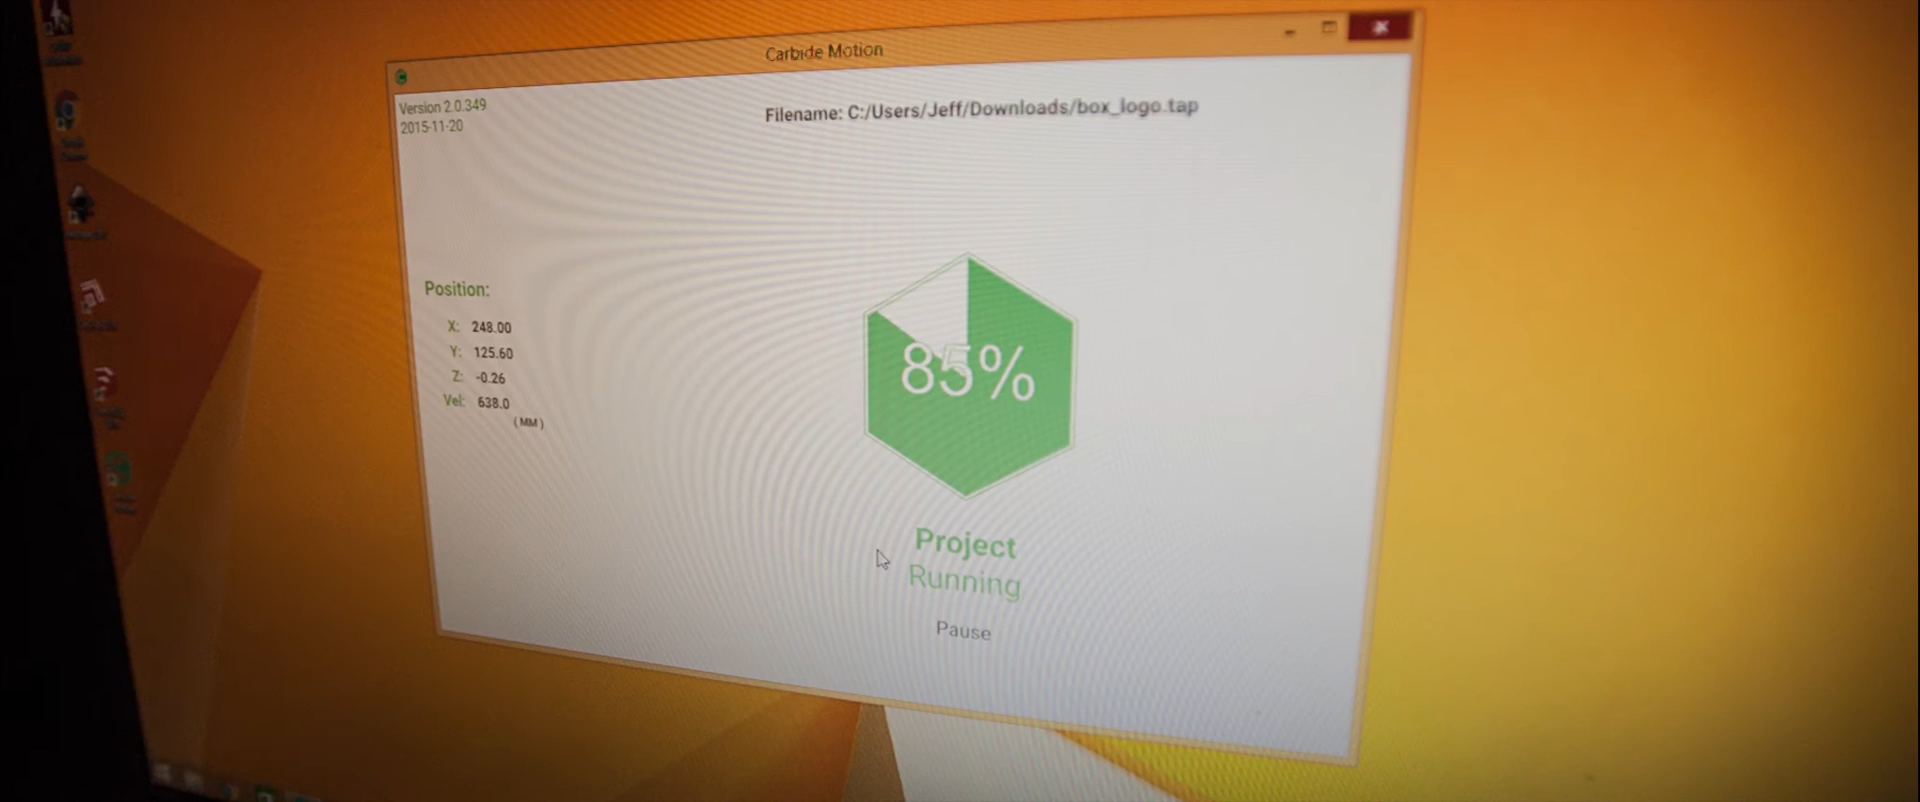 Carbide Motion
Version 2.0.349
2015-11-20
Filename: C:/Users/Jeff/Downloads/box_logo.tap
Position:
X: 248.00
Y: 125.60
Z: -0.26
Vel: 638.0
(MM)
85%
Project
Running
Pause